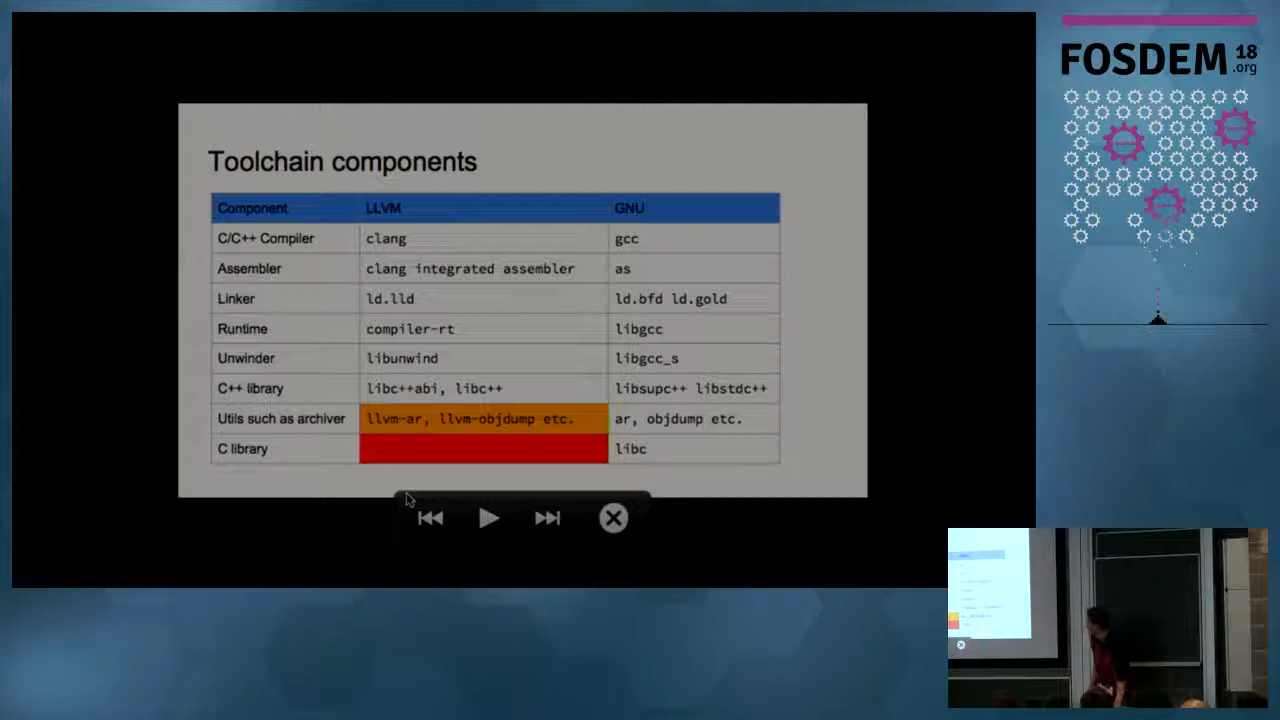 FOSDEM 18
.org
Toolchain components
Component LLVM GNU
C/C++ Compiler clang gcc
Assembler clang integrated assembler as
Linker ld.lld ld.bfd ld.gold
Runtime compiler-rt libgcc
Unwinder libunwind libgcc_s
C++ library libc++abi, libc++ libsupc++ libstdc++
Utils such as archiver llvm-ar, llvm-objdump etc. ar, objdump etc.
C library libc